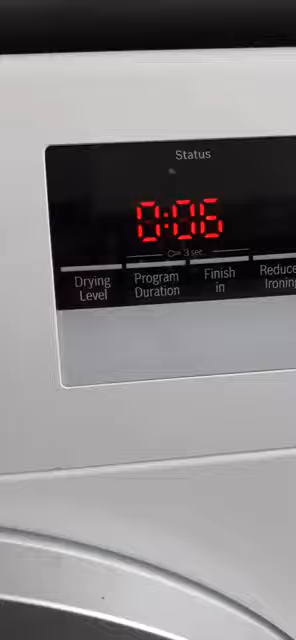 Status
0:06
3 sec.
Drying Level
Program Duration
Finish in
Reduce
Ironing